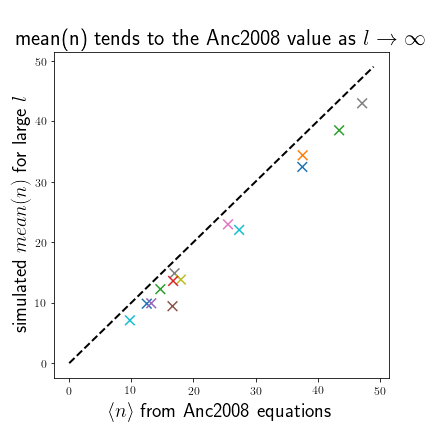 mean(n) tends to the Anc2008 value as l → ∞
50
40
30
20
10
0
simulated mean(n) for large l
0 10 20 30 40 50
⟨n⟩ from Anc2008 equations